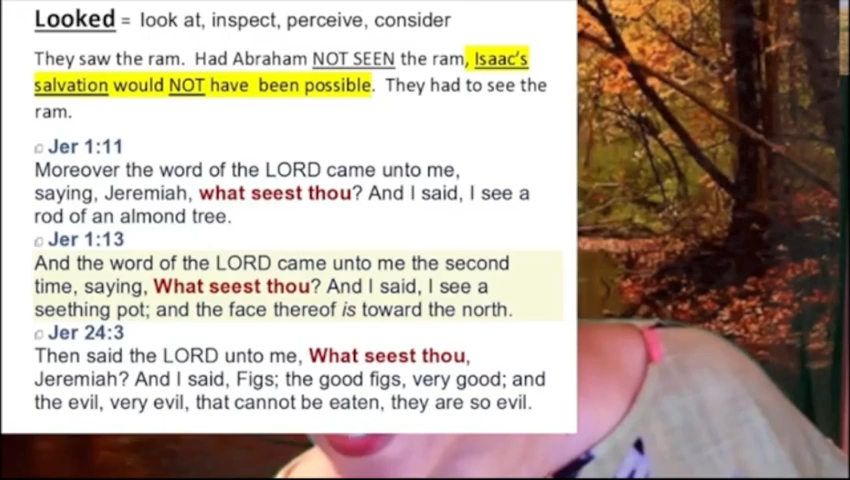 Looked = look at, inspect, perceive, consider
They saw the ram. Had Abraham NOT SEEN the ram, Isaac's
salvation would NOT have been possible. They had to see the
ram.
Jer 1:11
Moreover the word of the LORD came unto me,
saying, Jeremiah, what seest thou? And I said, I see a
rod of an almond tree.
Jer 1:13
And the word of the LORD came unto me the second
time, saying, What seest thou? And I said, I see a
seething pot; and the face thereof is toward the north.
Jer 24:3
Then said the LORD unto me, What seest thou,
Jeremiah? And I said, Figs; the good figs, very good; and
the evil, very evil, that cannot be eaten, they are so evil.